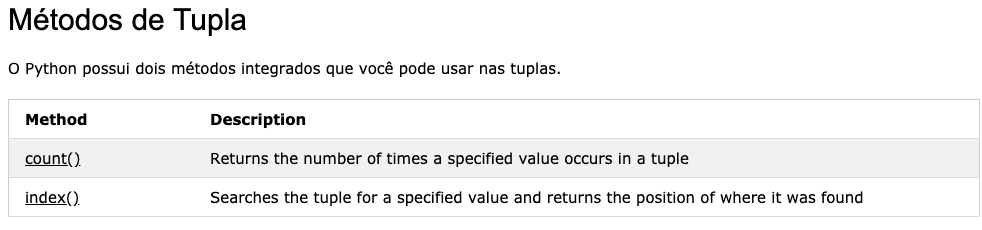 Métodos de Tupla
O Python possui dois métodos integrados que você pode usar nas tuplas.
Method Description
count() Returns the number of times a specified value occurs in a tuple
index() Searches the tuple for a specified value and returns the position of where it was found